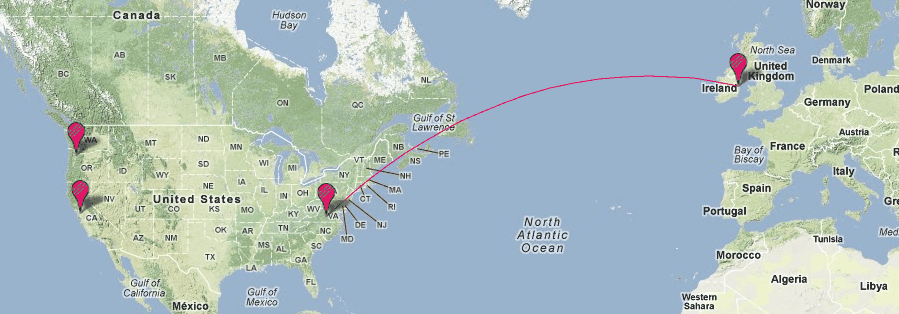 Canada
Hudson
Bay
Norway
AB
MB
BC
SK
NL
ON
QC
North Sea
Denmark
United
Kingdom
Ireland
Poland
Germany
Gulf of St
Lawrence
WA
MT
ND
MN
NB
PE
VT
ME
NS
OR
ID
SD
WI
MI
NY
NH
MA
Bay of
Biscay
France
Austria
Italy
WY
IA
NE
IL
IN
OH
CT
RI
NV
United States
UT
CO
KS
MO
KY
WV
VA
DE
NJ
MD
CA
AZ
NM
OK
AR
TN
NC
SC
MS
AL
GA
LA
TX
FL
Spain
Portugal
Gre
Med
North
Atlantic
Ocean
Tunisia
Morocco
Algeria
Libya
Gulf of
California
Gulf of
Mexico
México
Western
Sahara